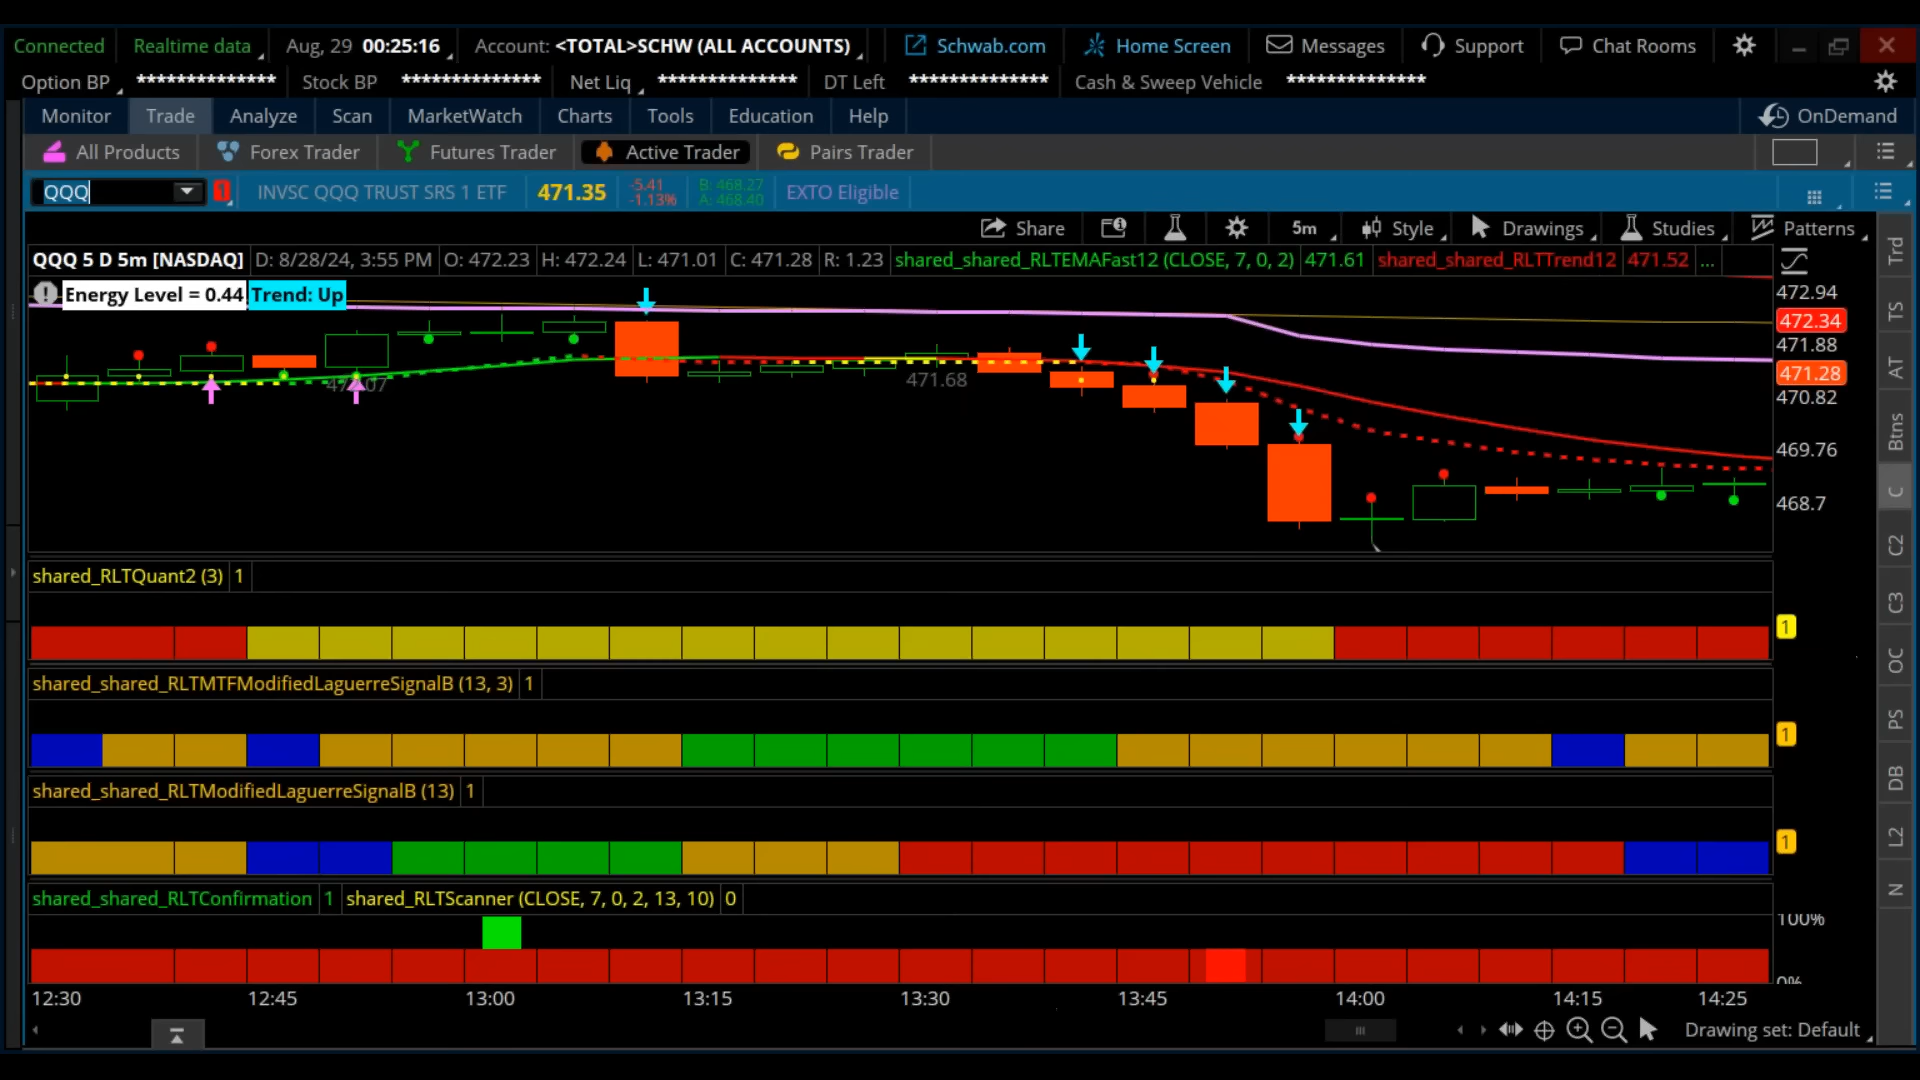 Connected Realtime data Aug, 29 00:25:16 Account: <TOTAL>SCHW (ALL ACCOUNTS) Schwab.com Home Screen Messages Support Chat Rooms
Option BP ************** Stock BP ************** Net Liq ************** DT Left ************** Cash & Sweep Vehicle **************
Monitor Trade Analyze Scan MarketWatch Charts Tools Education Help OnDemand
All Products Forex Trader Futures Trader Active Trader Pairs Trader
QQQ 1 INVSC QQQ TRUST SRS 1 ETF 471.35 -5.41 B: 468.27 EXTO Eligible
-1.13% A: 468.40
Share 5m Style Drawings Studies Patterns
QQQ 5 D 5m [NASDAQ] D: 8/28/24, 3:55 PM O: 472.23 H: 472.24 L: 471.01 C: 471.28 R: 1.23 shared_shared_RLTEMAFast12 (CLOSE, 7, 0, 2) 471.61 shared_shared_RLTTrend12 471.52 ...
Energy Level = 0.44 Trend: Up
472.94
472.34
471.88
471.28
470.82
469.76
468.7
471.68
shared_RLTQuant2 (3) 1
1
shared_shared_RLTMTFModifiedLaguerreSignalB (13, 3) 1
1
shared_shared_RLTModifiedLaguerreSignalB (13) 1
1
shared_shared_RLTConfirmation 1 shared_RLTScanner (CLOSE, 7, 0, 2, 13, 10) 0
100%
0%
12:30 12:45 13:00 13:15 13:30 13:45 14:00 14:15 14:25
Drawing set: Default
Trd
TS
AT
Btns
C
C2
C3
OC
PS
DB
L2
N